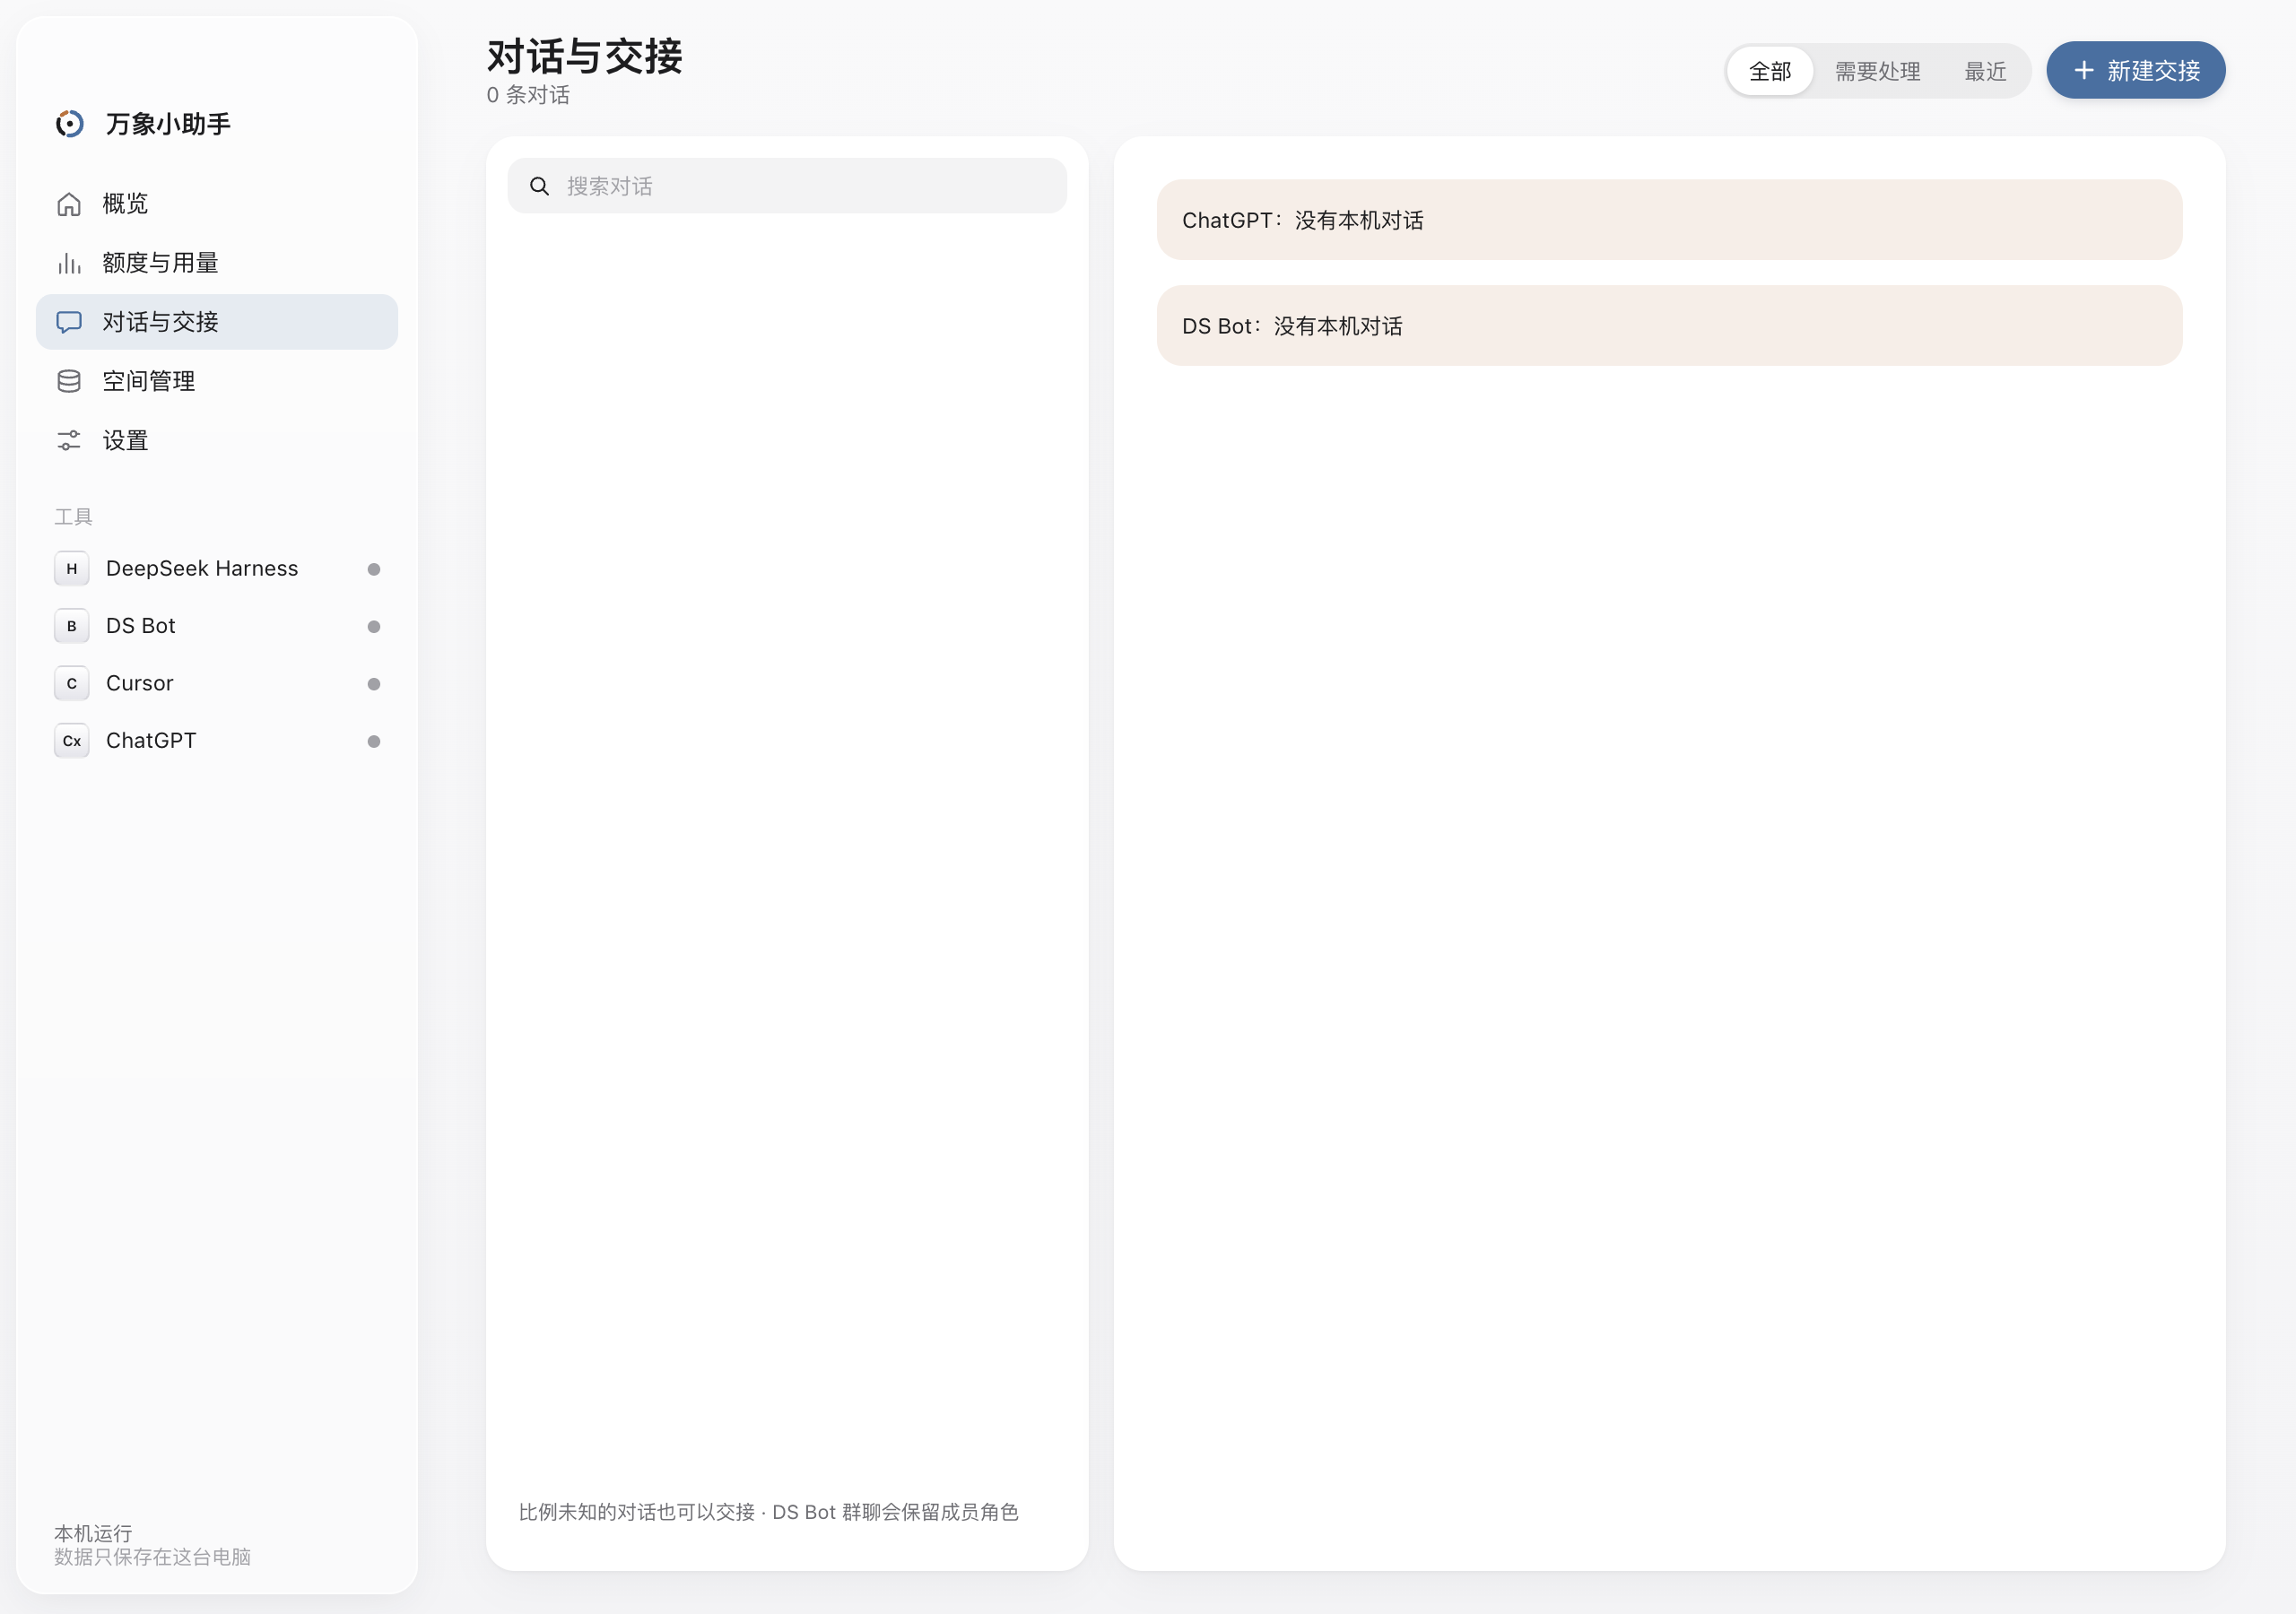 万象小助手
概览
额度与用量
对话与交接
空间管理
设置
工具
H DeepSeek Harness
B DS Bot
C Cursor
Cx ChatGPT
本机运行
数据只保存在这台电脑
对话与交接
0 条对话
全部 需要处理 最近
新建交接
搜索对话
比例未知的对话也可以交接 · DS Bot 群聊会保留成员角色
ChatGPT：没有本机对话
DS Bot：没有本机对话